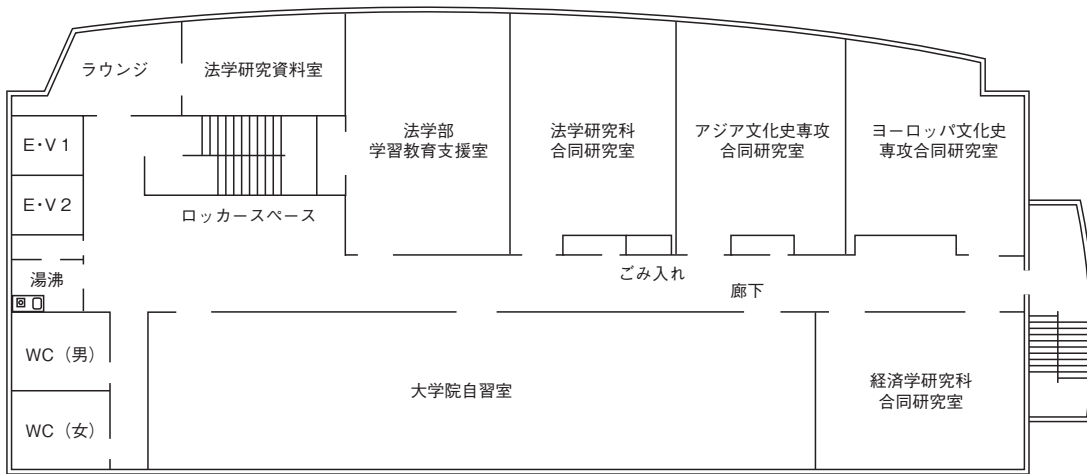 ラウンジ
法学研究資料室
E・V 1
法学部
学習教育支援室
法学研究科
合同研究室
アジア文化史専攻
合同研究室
ヨーロッパ文化史
専攻合同研究室
E・V 2
ロッカースペース
湯沸
ごみ入れ
廊下
WC（男）
大学院自習室
経済学研究科
合同研究室
WC（女）